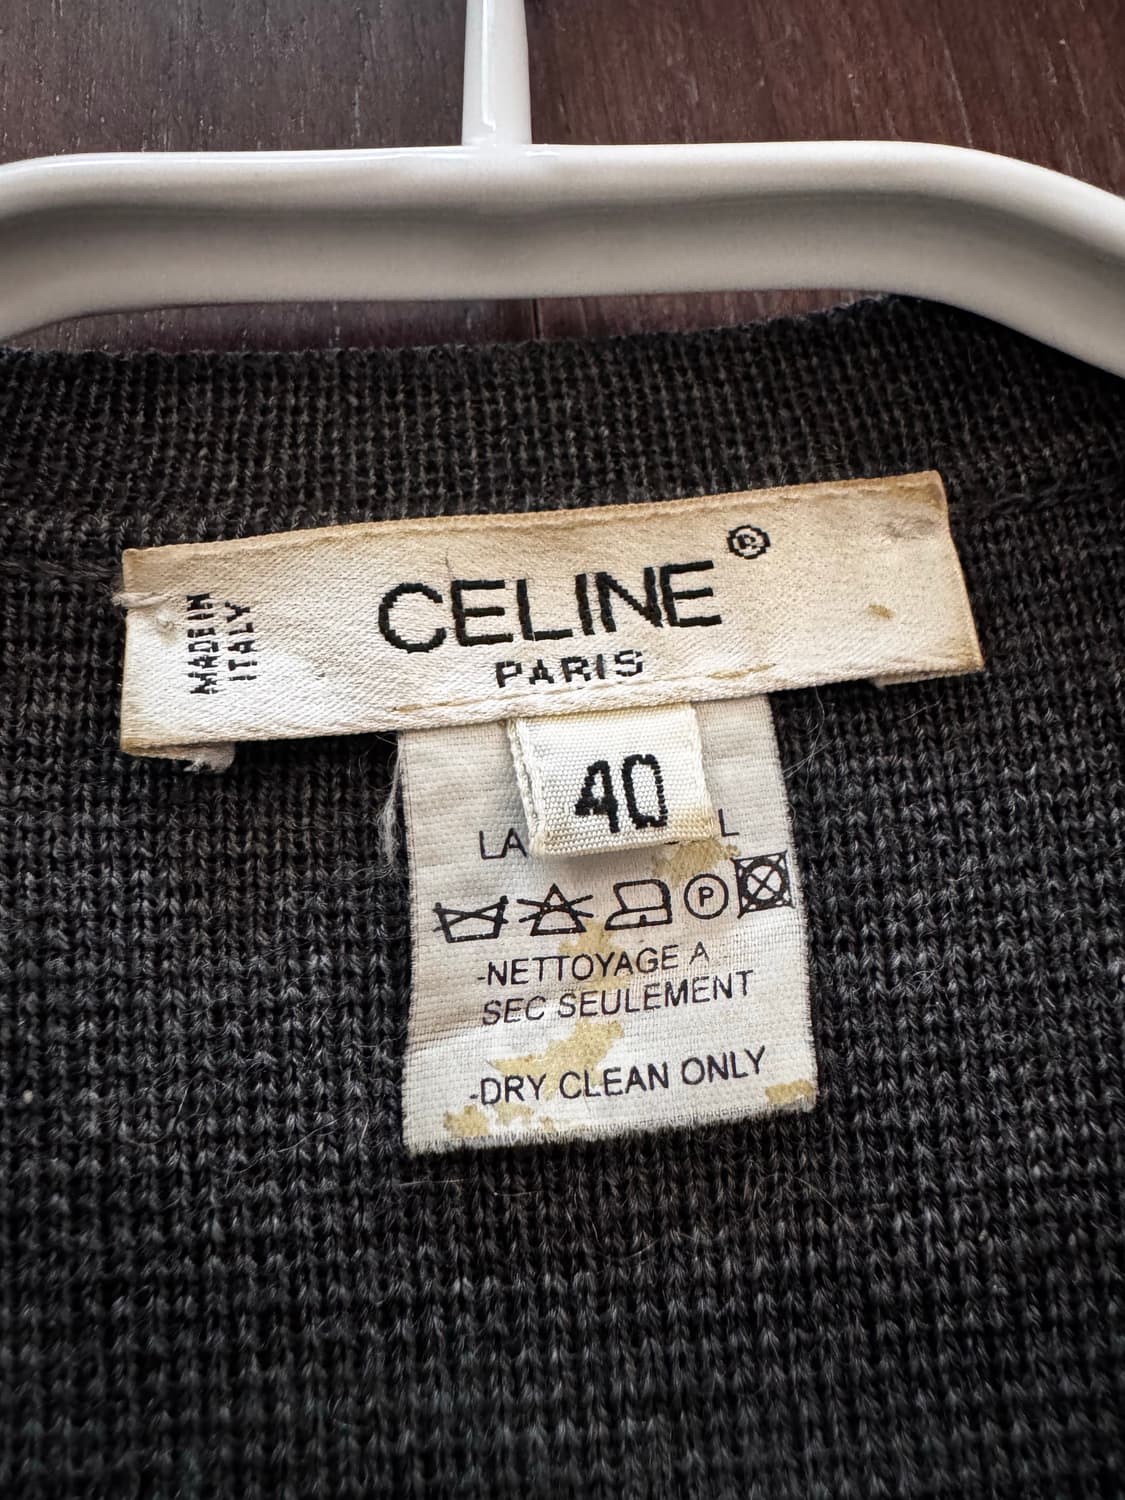 MADE IN
ITALY
CELINE®
PARIS
40
P
-NETTOYAGE A
SEC SEULEMENT
-DRY CLEAN ONLY